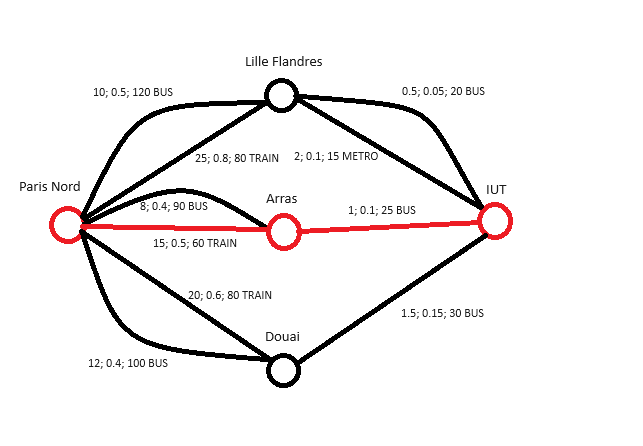 Lille Flandres
10; 0.5; 120 BUS
0.5; 0.05; 20 BUS
25; 0.8; 80 TRAIN
2; 0.1; 15 METRO
Paris Nord
IUT
Arras
8; 0.4; 90 BUS
1; 0.1; 25 BUS
15; 0.5; 60 TRAIN
20; 0.6; 80 TRAIN
1.5; 0.15; 30 BUS
Douai
12; 0.4; 100 BUS